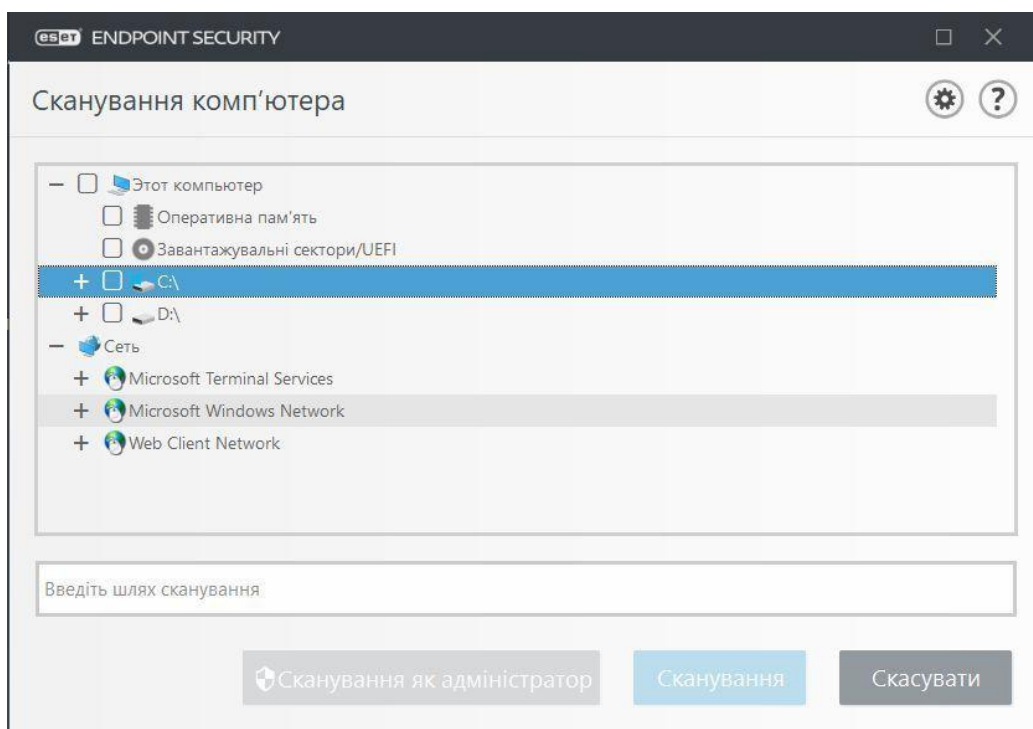 eset ENDPOINT SECURITY
Сканування комп'ютера
Этот компьютер
Оперативна пам'ять
Завантажувальні сектори/UEFI
C:\
D:\
Сеть
Microsoft Terminal Services
Microsoft Windows Network
Web Client Network
Введіть шлях сканування
Сканування як адміністратор Сканування Скасувати